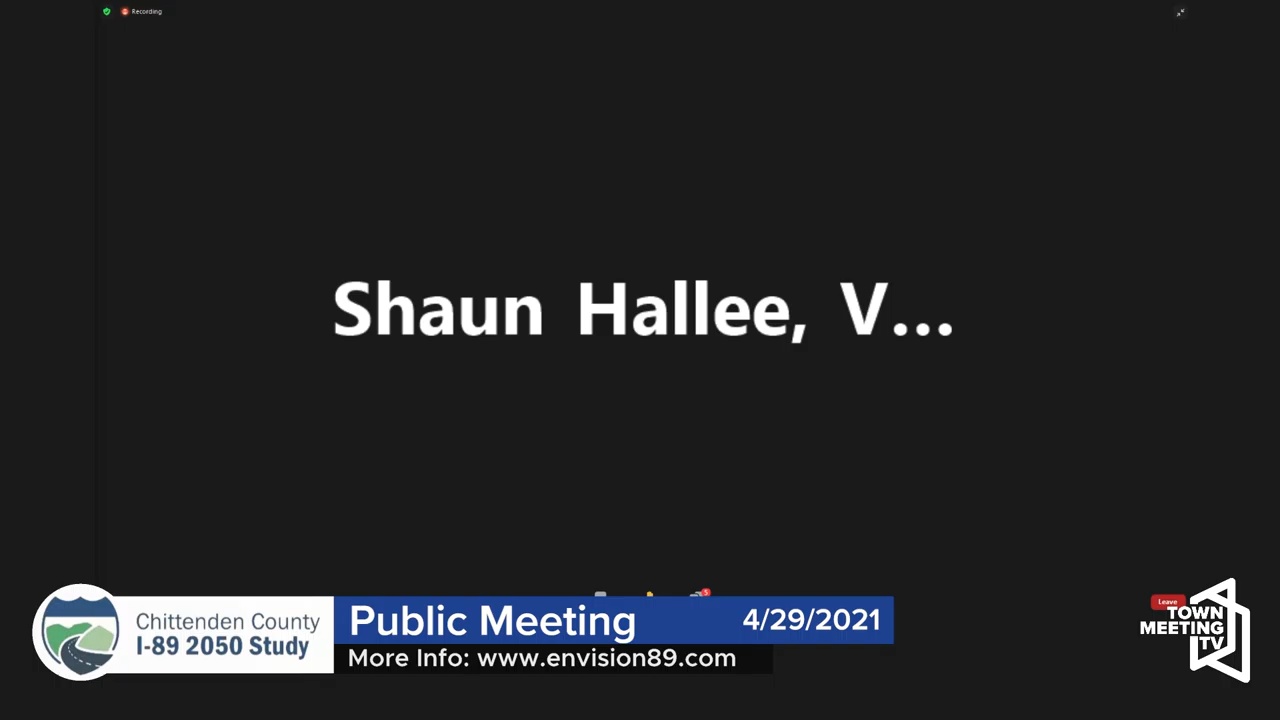 Recording
Shaun Hallee, V...
5
Leave
Chittenden County
I-89 2050 Study
Public Meeting
4/29/2021
More Info: www.envision89.com
TOWN
MEETING
TV